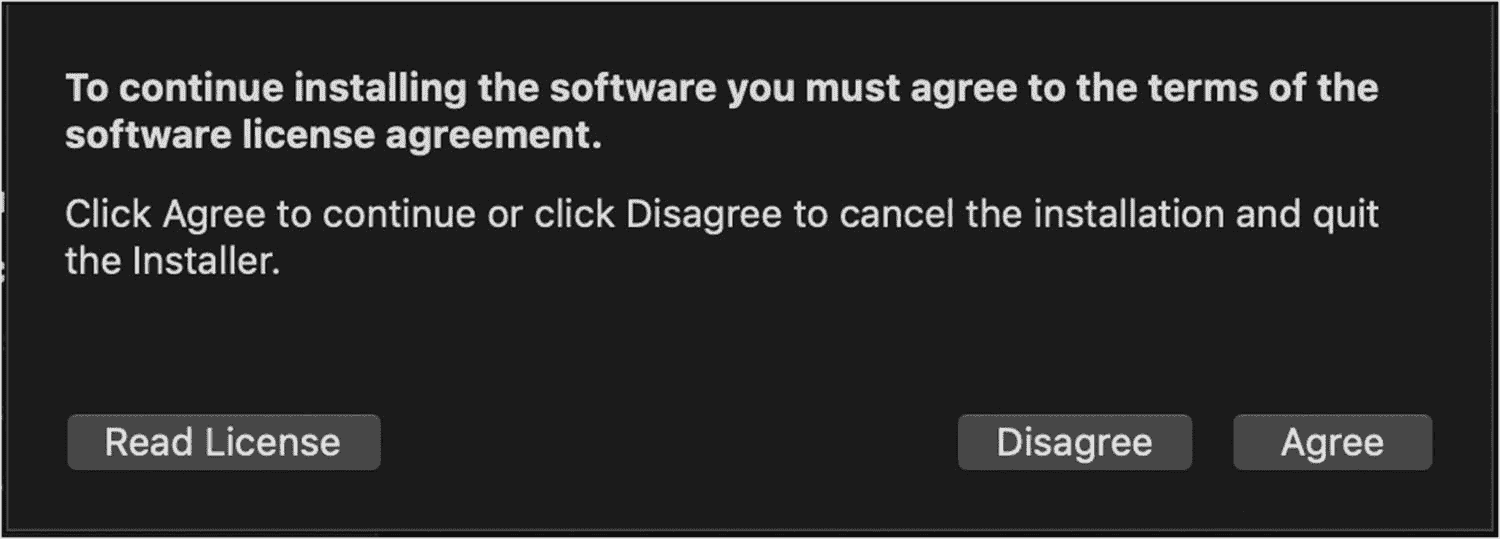 To continue installing the software you must agree to the terms of the
software license agreement.
Click Agree to continue or click Disagree to cancel the installation and quit
the Installer.
Read License
Disagree
Agree